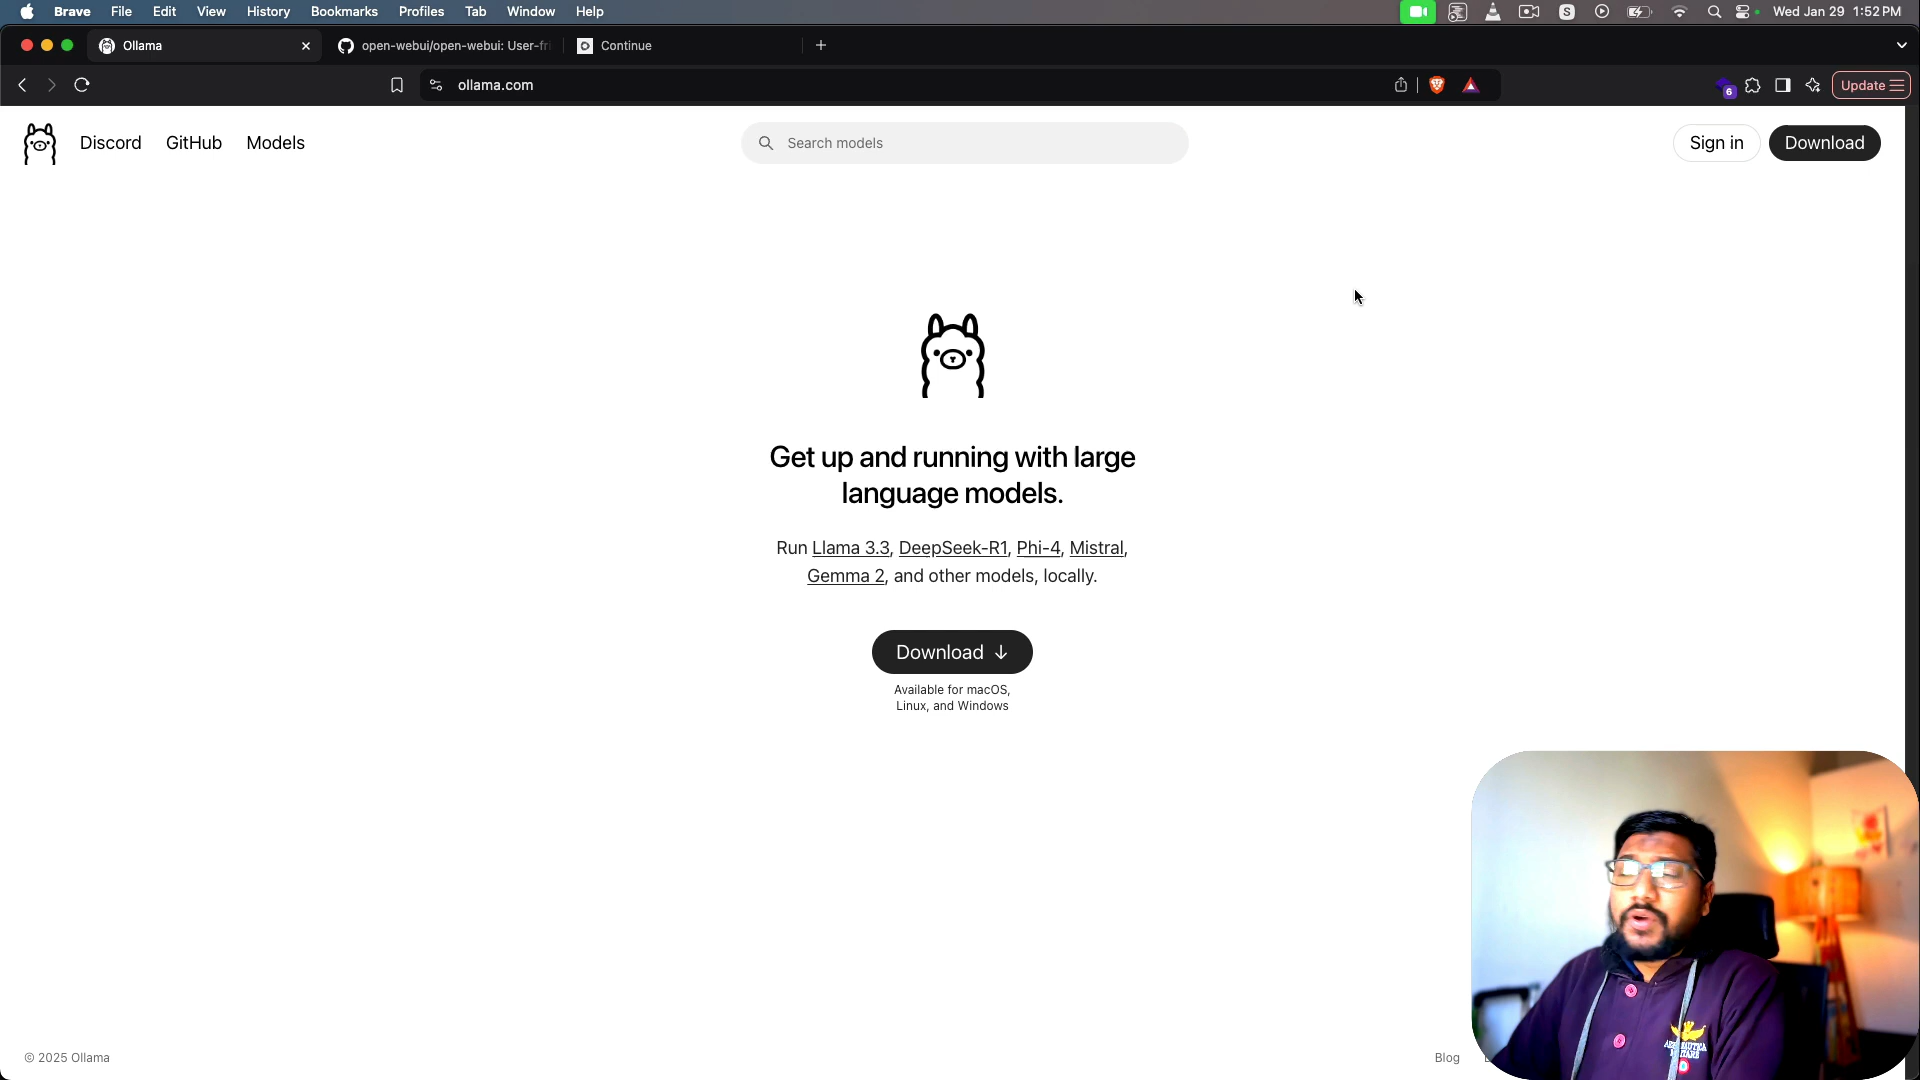 Brave File Edit View History Bookmarks Profiles Tab Window Help
S
Wed Jan 29 1:52 PM
Ollama
open-webui/open-webui: User-fri
Continue
ollama.com
6
Update
Discord GitHub Models
Search models
Sign in
Download
Get up and running with large
language models.
Run Llama 3.3, DeepSeek-R1, Phi-4, Mistral,
Gemma 2, and other models, locally.
Download ↓
Available for macOS,
Linux, and Windows
© 2025 Ollama
Blog